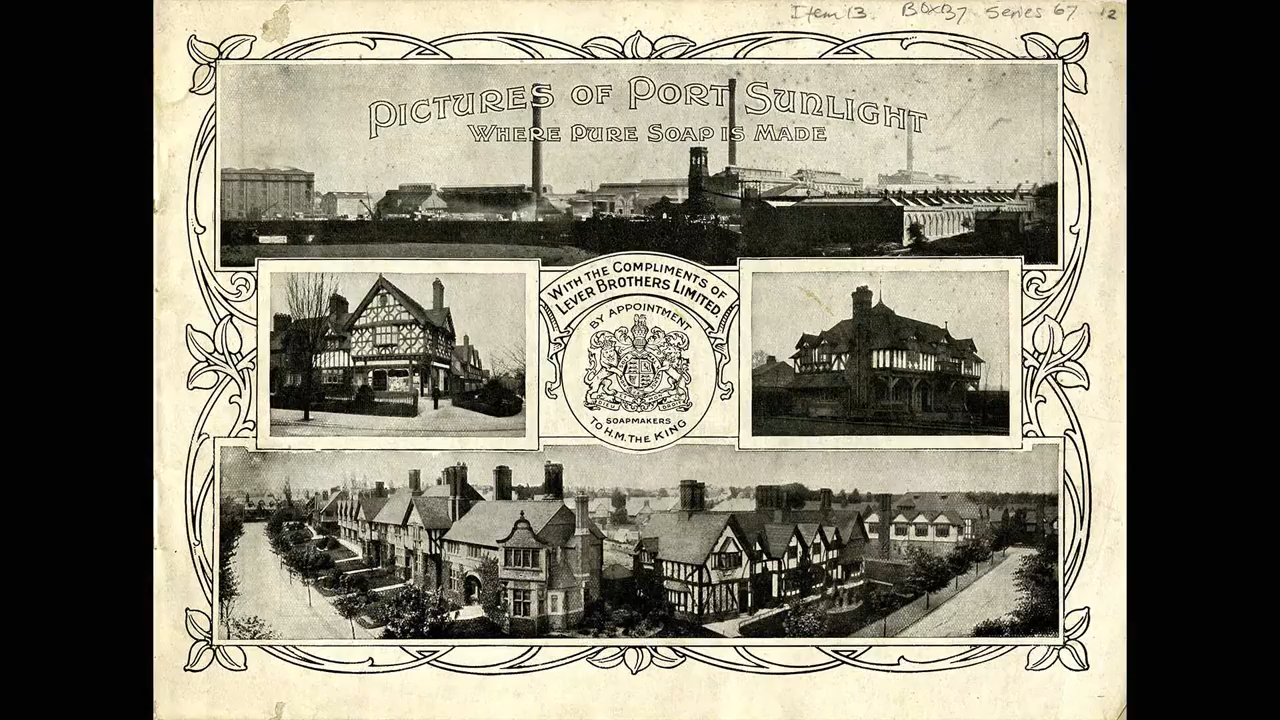 Item 13 Box B7 Series 67 12
PICTURES OF PORT SUNLIGHT
WHERE PURE SOAP IS MADE
WITH THE COMPLIMENTS OF
LEVER BROTHERS LIMITED.
BY APPOINTMENT
SOAPMAKERS
TO H.M. THE KING